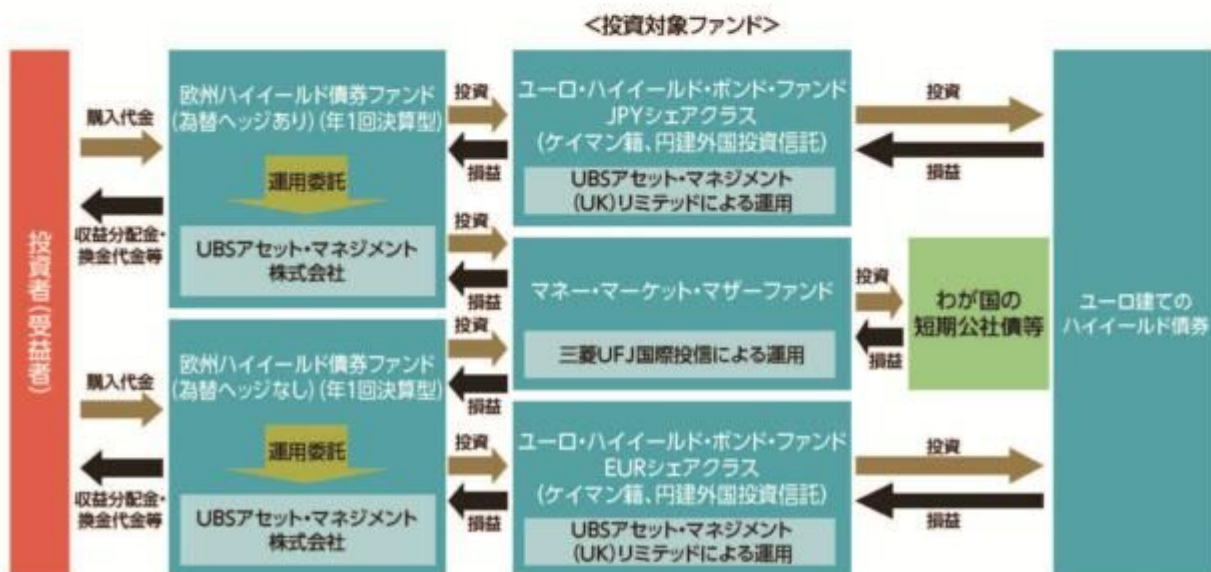 <投資対象ファンド>
投資者(受益者)
購入代金
収益分配金・
換金代金等
欧州ハイイールド債券ファンド
(為替ヘッジあり)(年1回決算型)
運用委託
UBSアセット・マネジメント
株式会社
投資
損益
投資
損益
ユーロ・ハイイールド・ボンド・ファンド
JPYシェアクラス
(ケイマン籍、円建外国投資信託)
UBSアセット・マネジメント
(UK)リミテッドによる運用
投資
損益
マネー・マーケット・マザーファンド
三菱UFJ国際投信による運用
投資
損益
わが国の
短期公社債等
ユーロ建ての
ハイイールド債券
購入代金
収益分配金・
換金代金等
欧州ハイイールド債券ファンド
(為替ヘッジなし)(年1回決算型)
運用委託
UBSアセット・マネジメント
株式会社
投資
損益
投資
損益
ユーロ・ハイイールド・ボンド・ファンド
EURシェアクラス
(ケイマン籍、円建外国投資信託)
UBSアセット・マネジメント
(UK)リミテッドによる運用
投資
損益